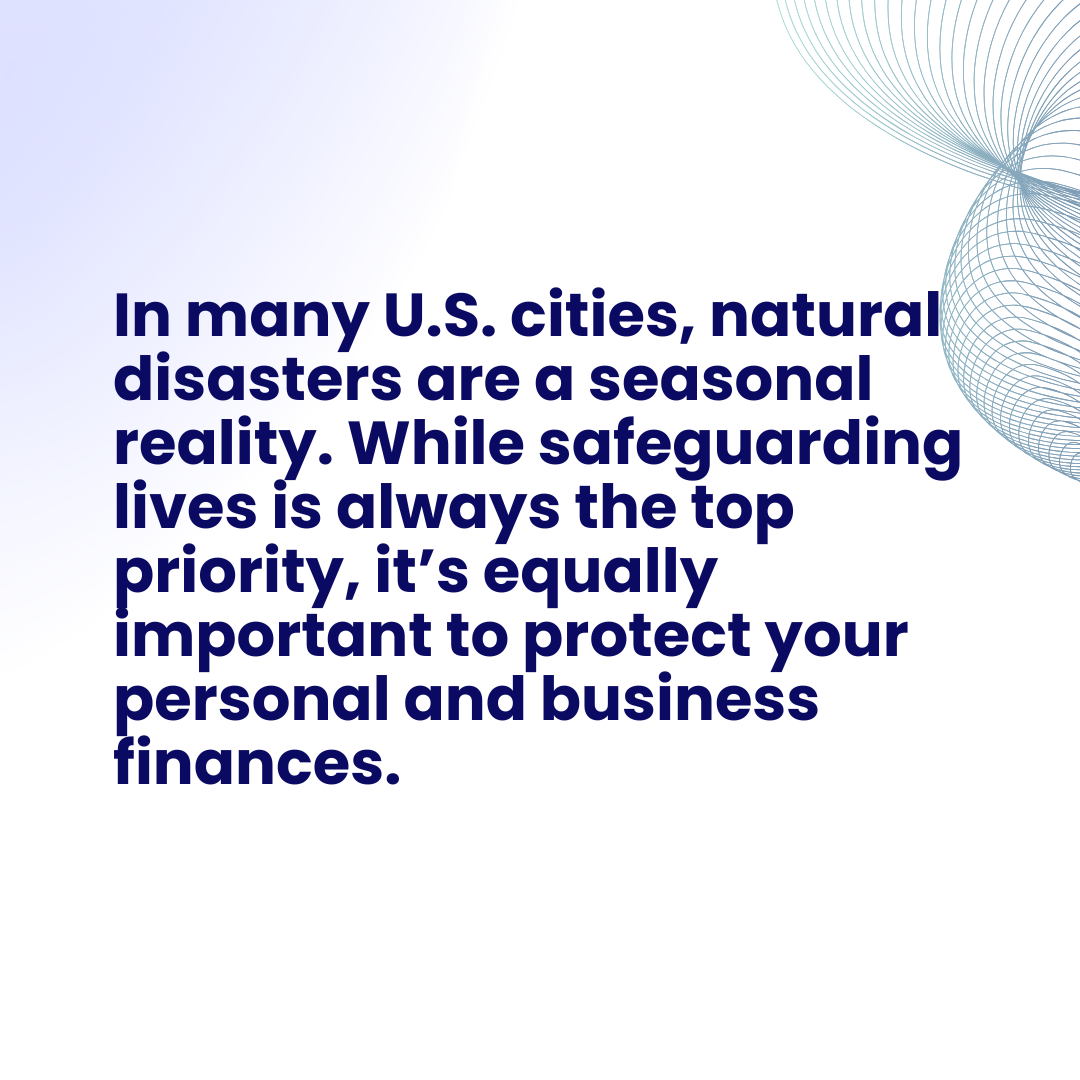 In many U.S. cities, natural
disasters are a seasonal
reality. While safeguarding
lives is always the top
priority, it’s equally
important to protect your
personal and business
finances.